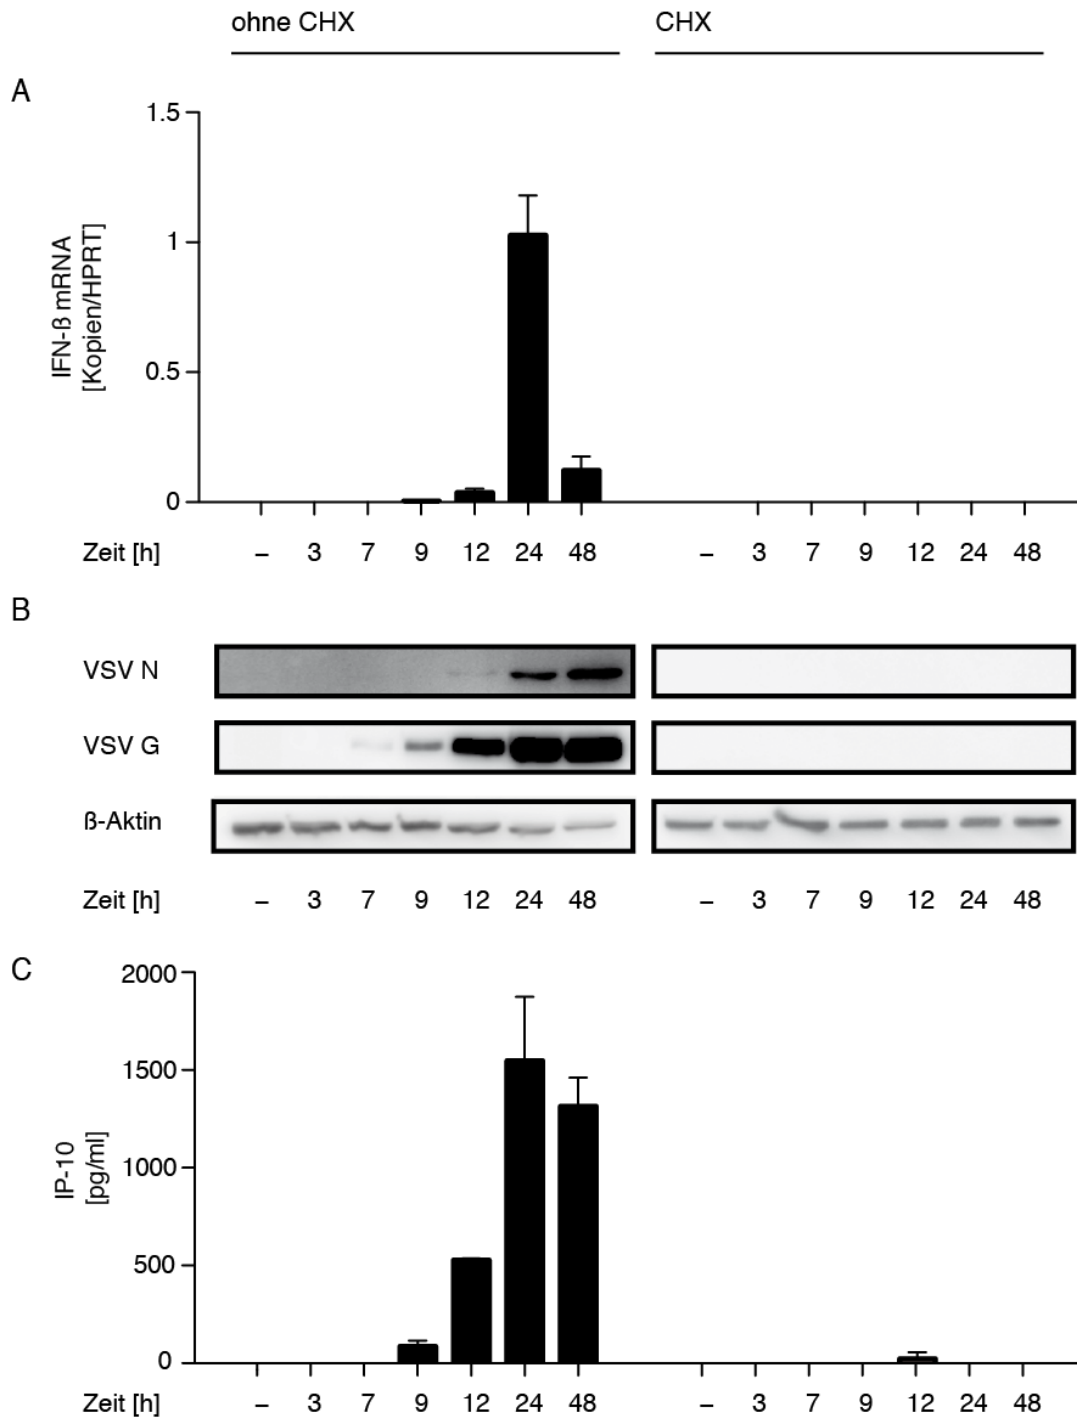 ohne CHX
CHX
A
1.5
1
0.5
0
IFN-ß mRNA
[Kopien/HPRT]
Zeit [h] – 3 7 9 12 24 48 – 3 7 9 12 24 48
B
VSV N
VSV G
ß-Aktin
Zeit [h] – 3 7 9 12 24 48 – 3 7 9 12 24 48
C
2000
1500
1000
500
0
IP-10
[pg/ml]
Zeit [h] – 3 7 9 12 24 48 – 3 7 9 12 24 48